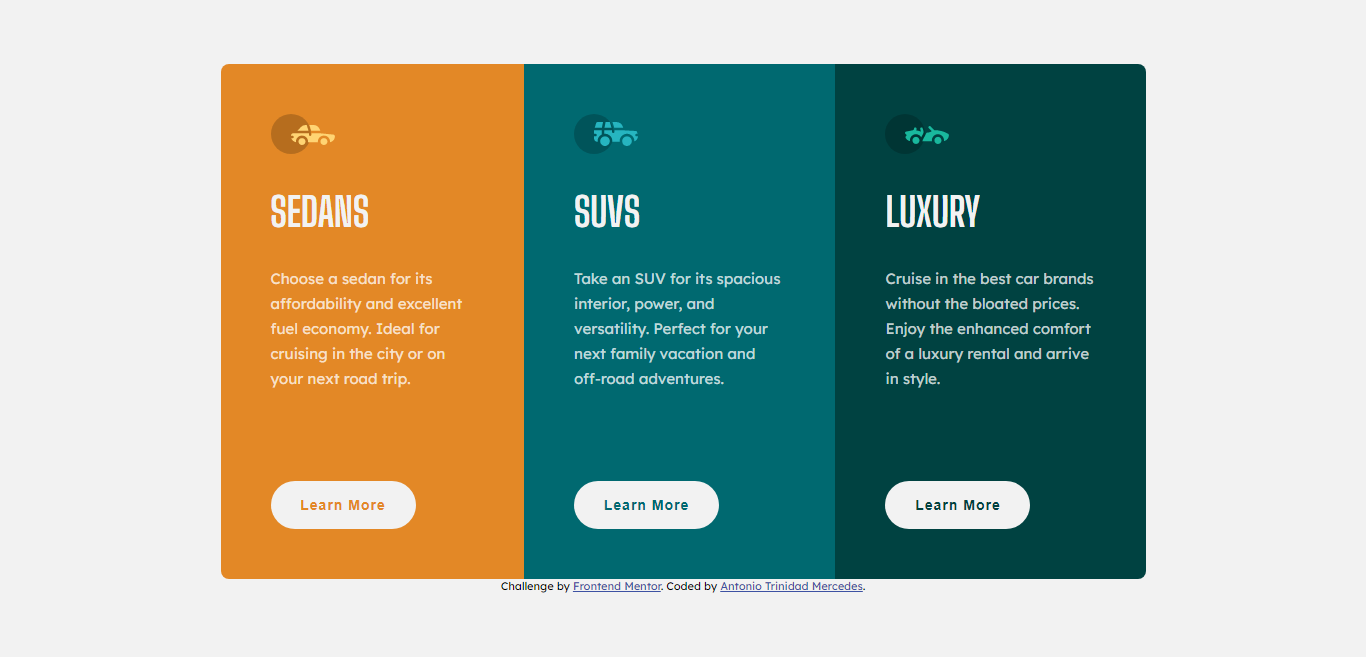 SEDANS
Choose a sedan for its
affordability and excellent
fuel economy. Ideal for
cruising in the city or on
your next road trip.
Learn More
SUVS
Take an SUV for its spacious
interior, power, and
versatility. Perfect for your
next family vacation and
off-road adventures.
Learn More
LUXURY
Cruise in the best car brands
without the bloated prices.
Enjoy the enhanced comfort
of a luxury rental and arrive
in style.
Learn More
Challenge by Frontend Mentor. Coded by Antonio Trinidad Mercedes.